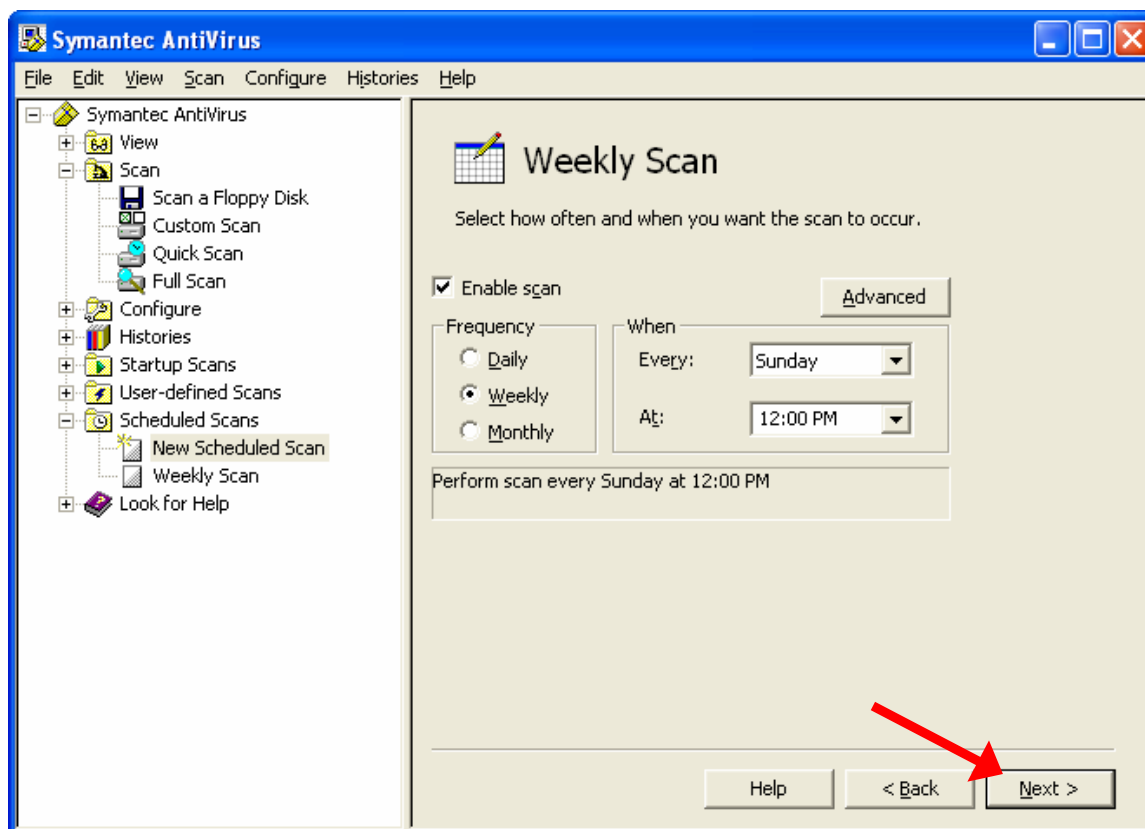 Symantec AntiVirus
File Edit View Scan Configure Histories Help
Symantec AntiVirus
View
Scan
Scan a Floppy Disk
Custom Scan
Quick Scan
Full Scan
Configure
Histories
Startup Scans
User-defined Scans
Scheduled Scans
New Scheduled Scan
Weekly Scan
Look for Help
Weekly Scan
Select how often and when you want the scan to occur.
Enable scan
Advanced
Frequency
Daily
Weekly
Monthly
When
Every: Sunday
At: 12:00 PM
Perform scan every Sunday at 12:00 PM
Help < Back Next >